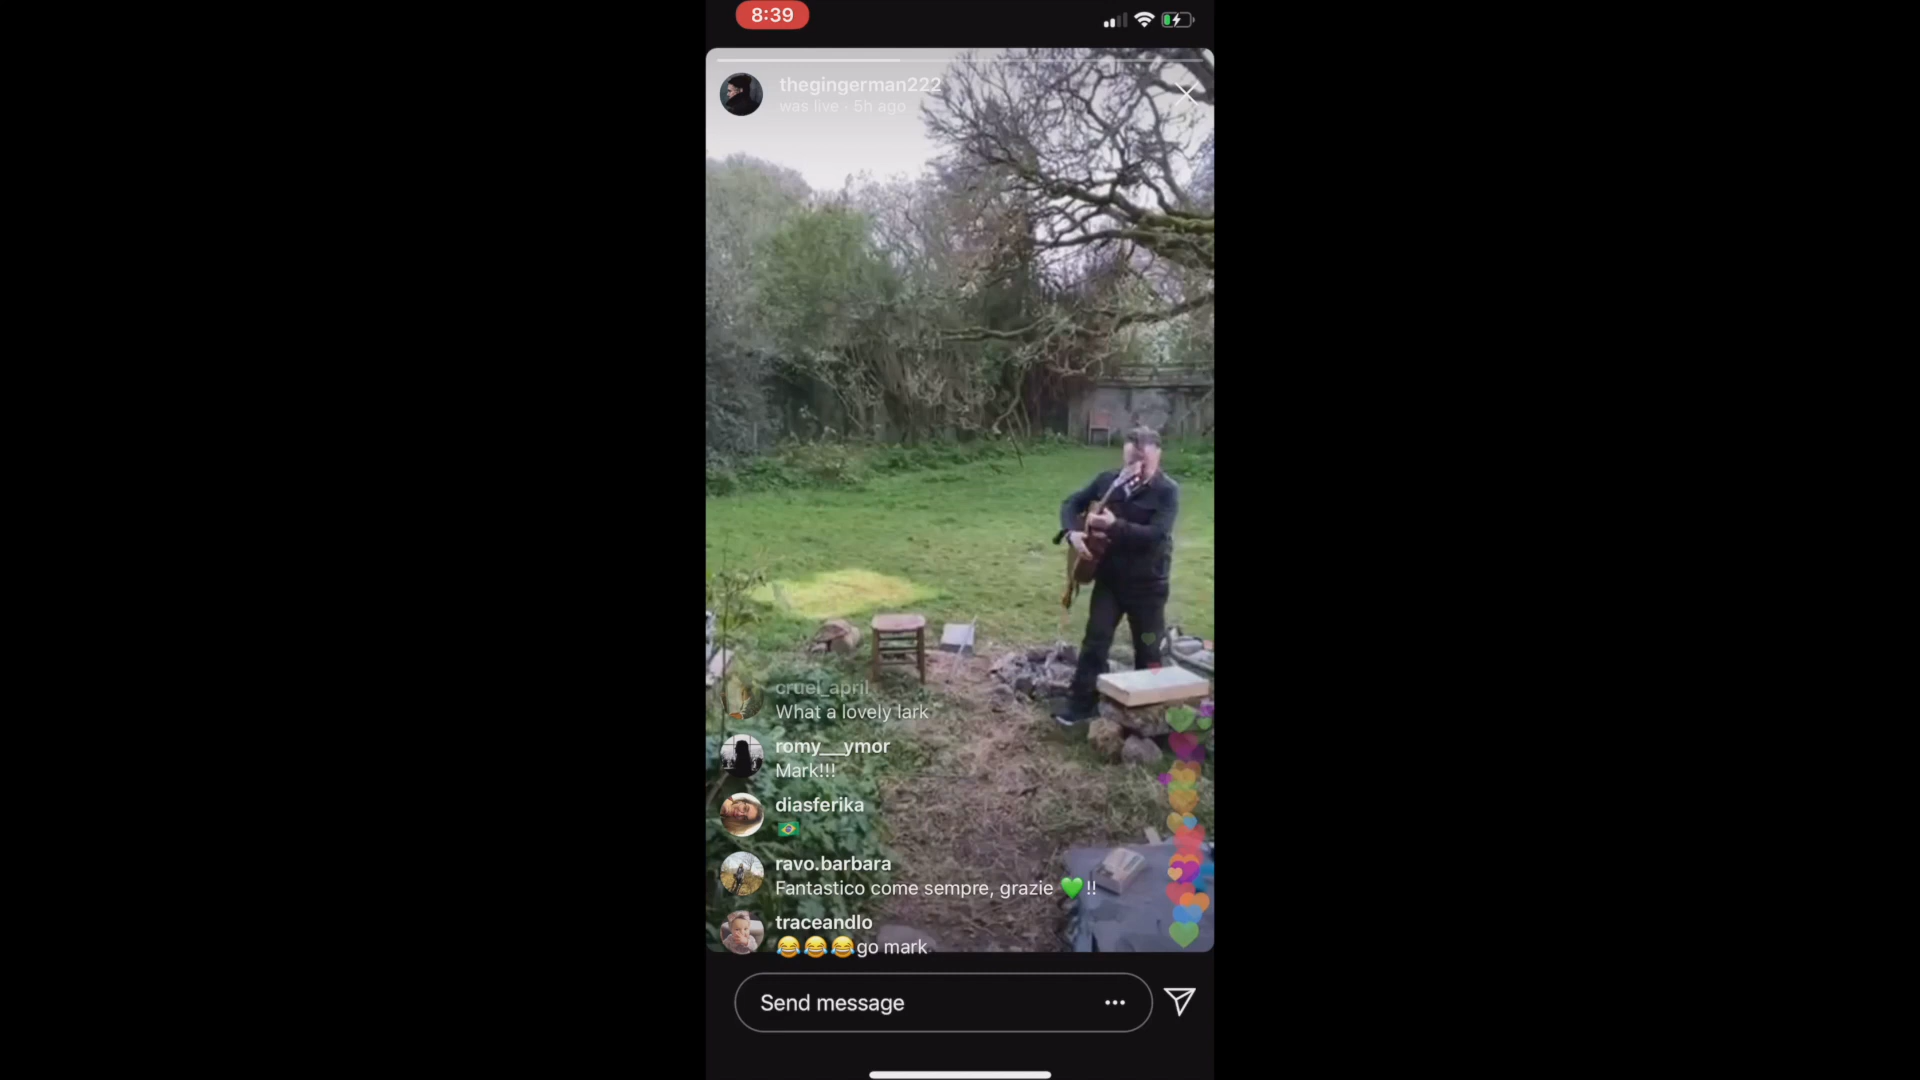 8:39
thegingerman222
was live · 5h ago
cruel_april
What a lovely lark
romy__ymor
Mark!!!
diasferika
🇧🇷
ravo.barbara
Fantastico come sempre, grazie 💚!!
traceandlo
😂😂😂go mark
Send message